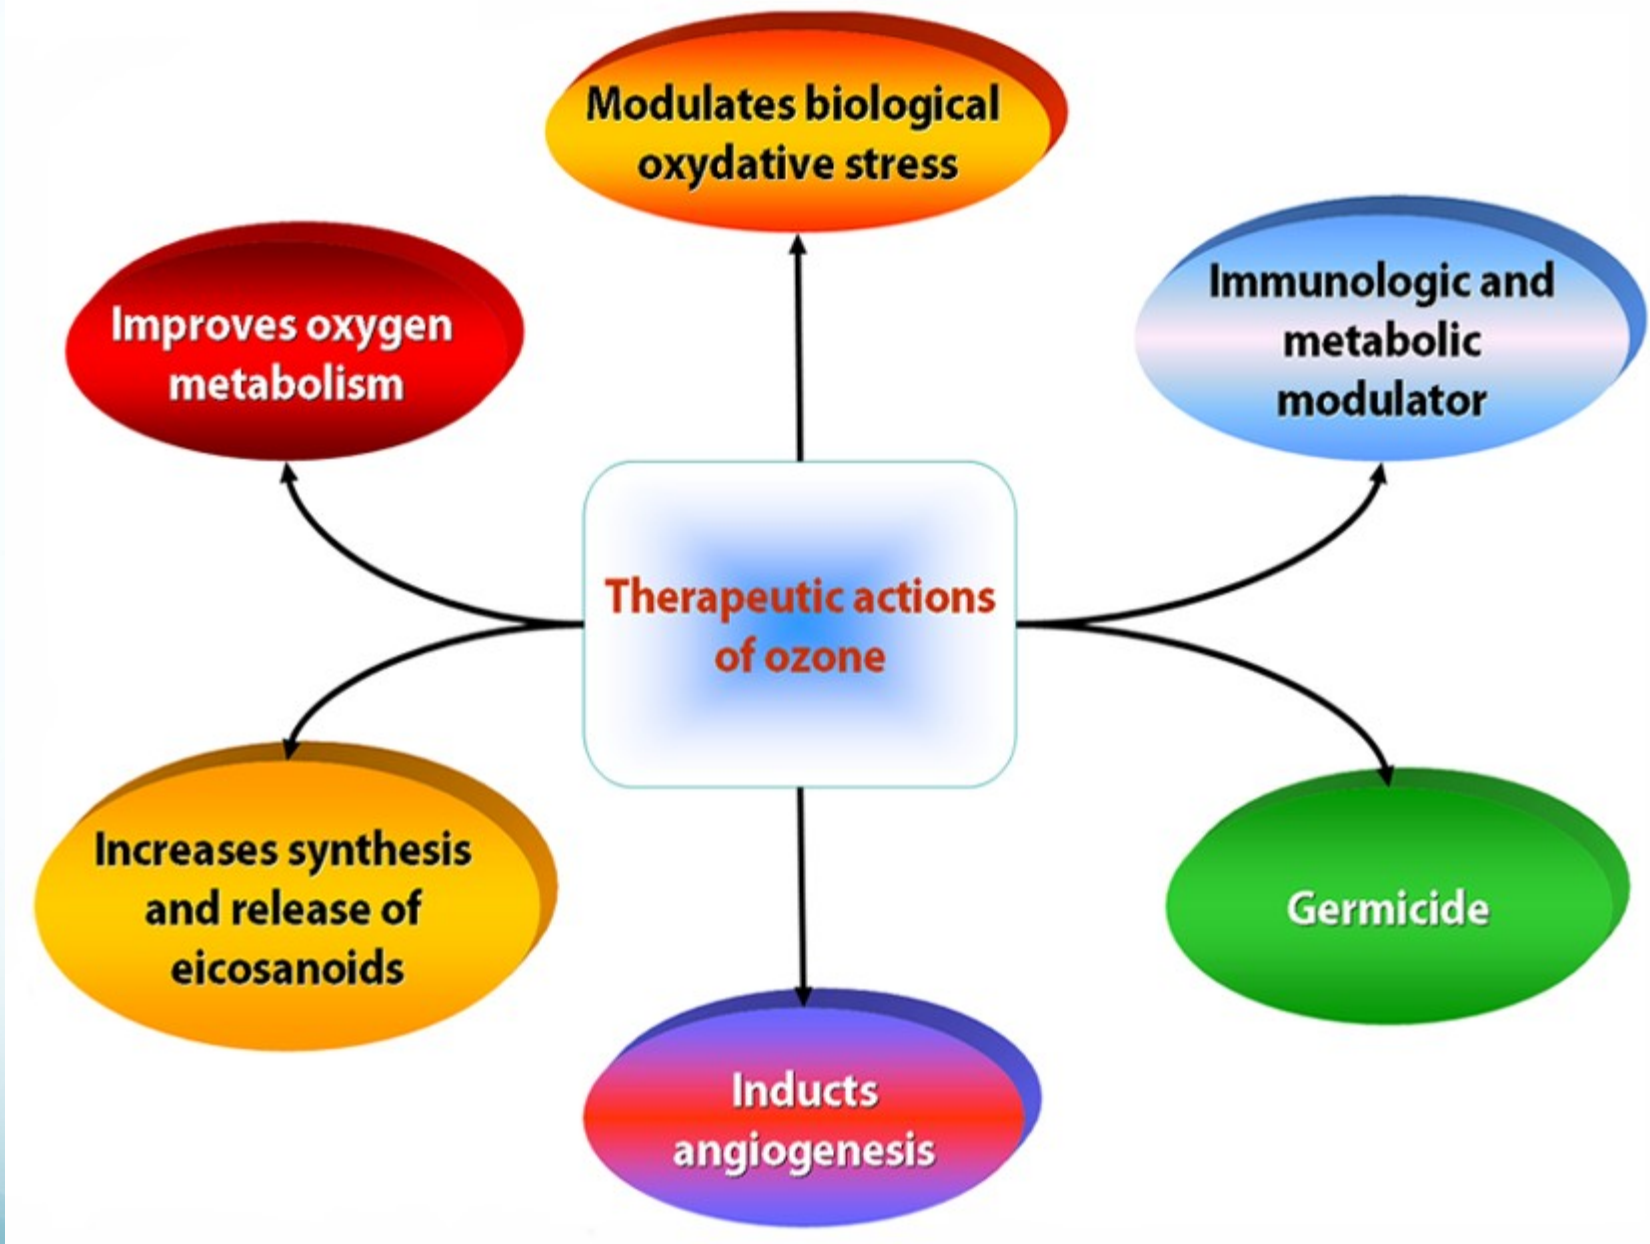 Modulates biological
oxydative stress
Improves oxygen
metabolism
Immunologic and
metabolic
modulator
Therapeutic actions
of ozone
Increases synthesis
and release of
eicosanoids
Germicide
Inducts
angiogenesis